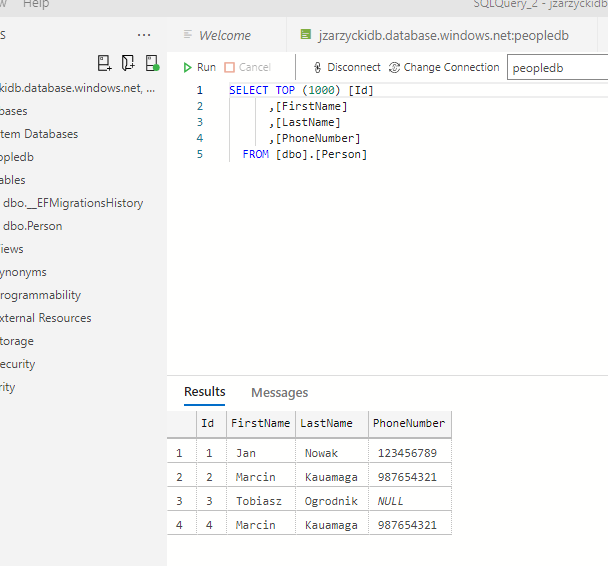 w Help SQLQuery_2 - jzarzyckidb
S ...
Welcome jzarzyckidb.database.windows.net:peopledb
Run Cancel Disconnect Change Connection peopledb
kidb.database.windows.net, ...
bases
tem Databases
opledb
ables
dbo.__EFMigrationsHistory
dbo.Person
iews
ynonyms
rogrammability
xternal Resources
torage
ecurity
rity
1 SELECT TOP (1000) [Id]
2 ,[FirstName]
3 ,[LastName]
4 ,[PhoneNumber]
5 FROM [dbo].[Person]
Results Messages
Id FirstName LastName PhoneNumber
1 1 Jan Nowak 123456789
2 2 Marcin Kauamaga 987654321
3 3 Tobiasz Ogrodnik NULL
4 4 Marcin Kauamaga 987654321